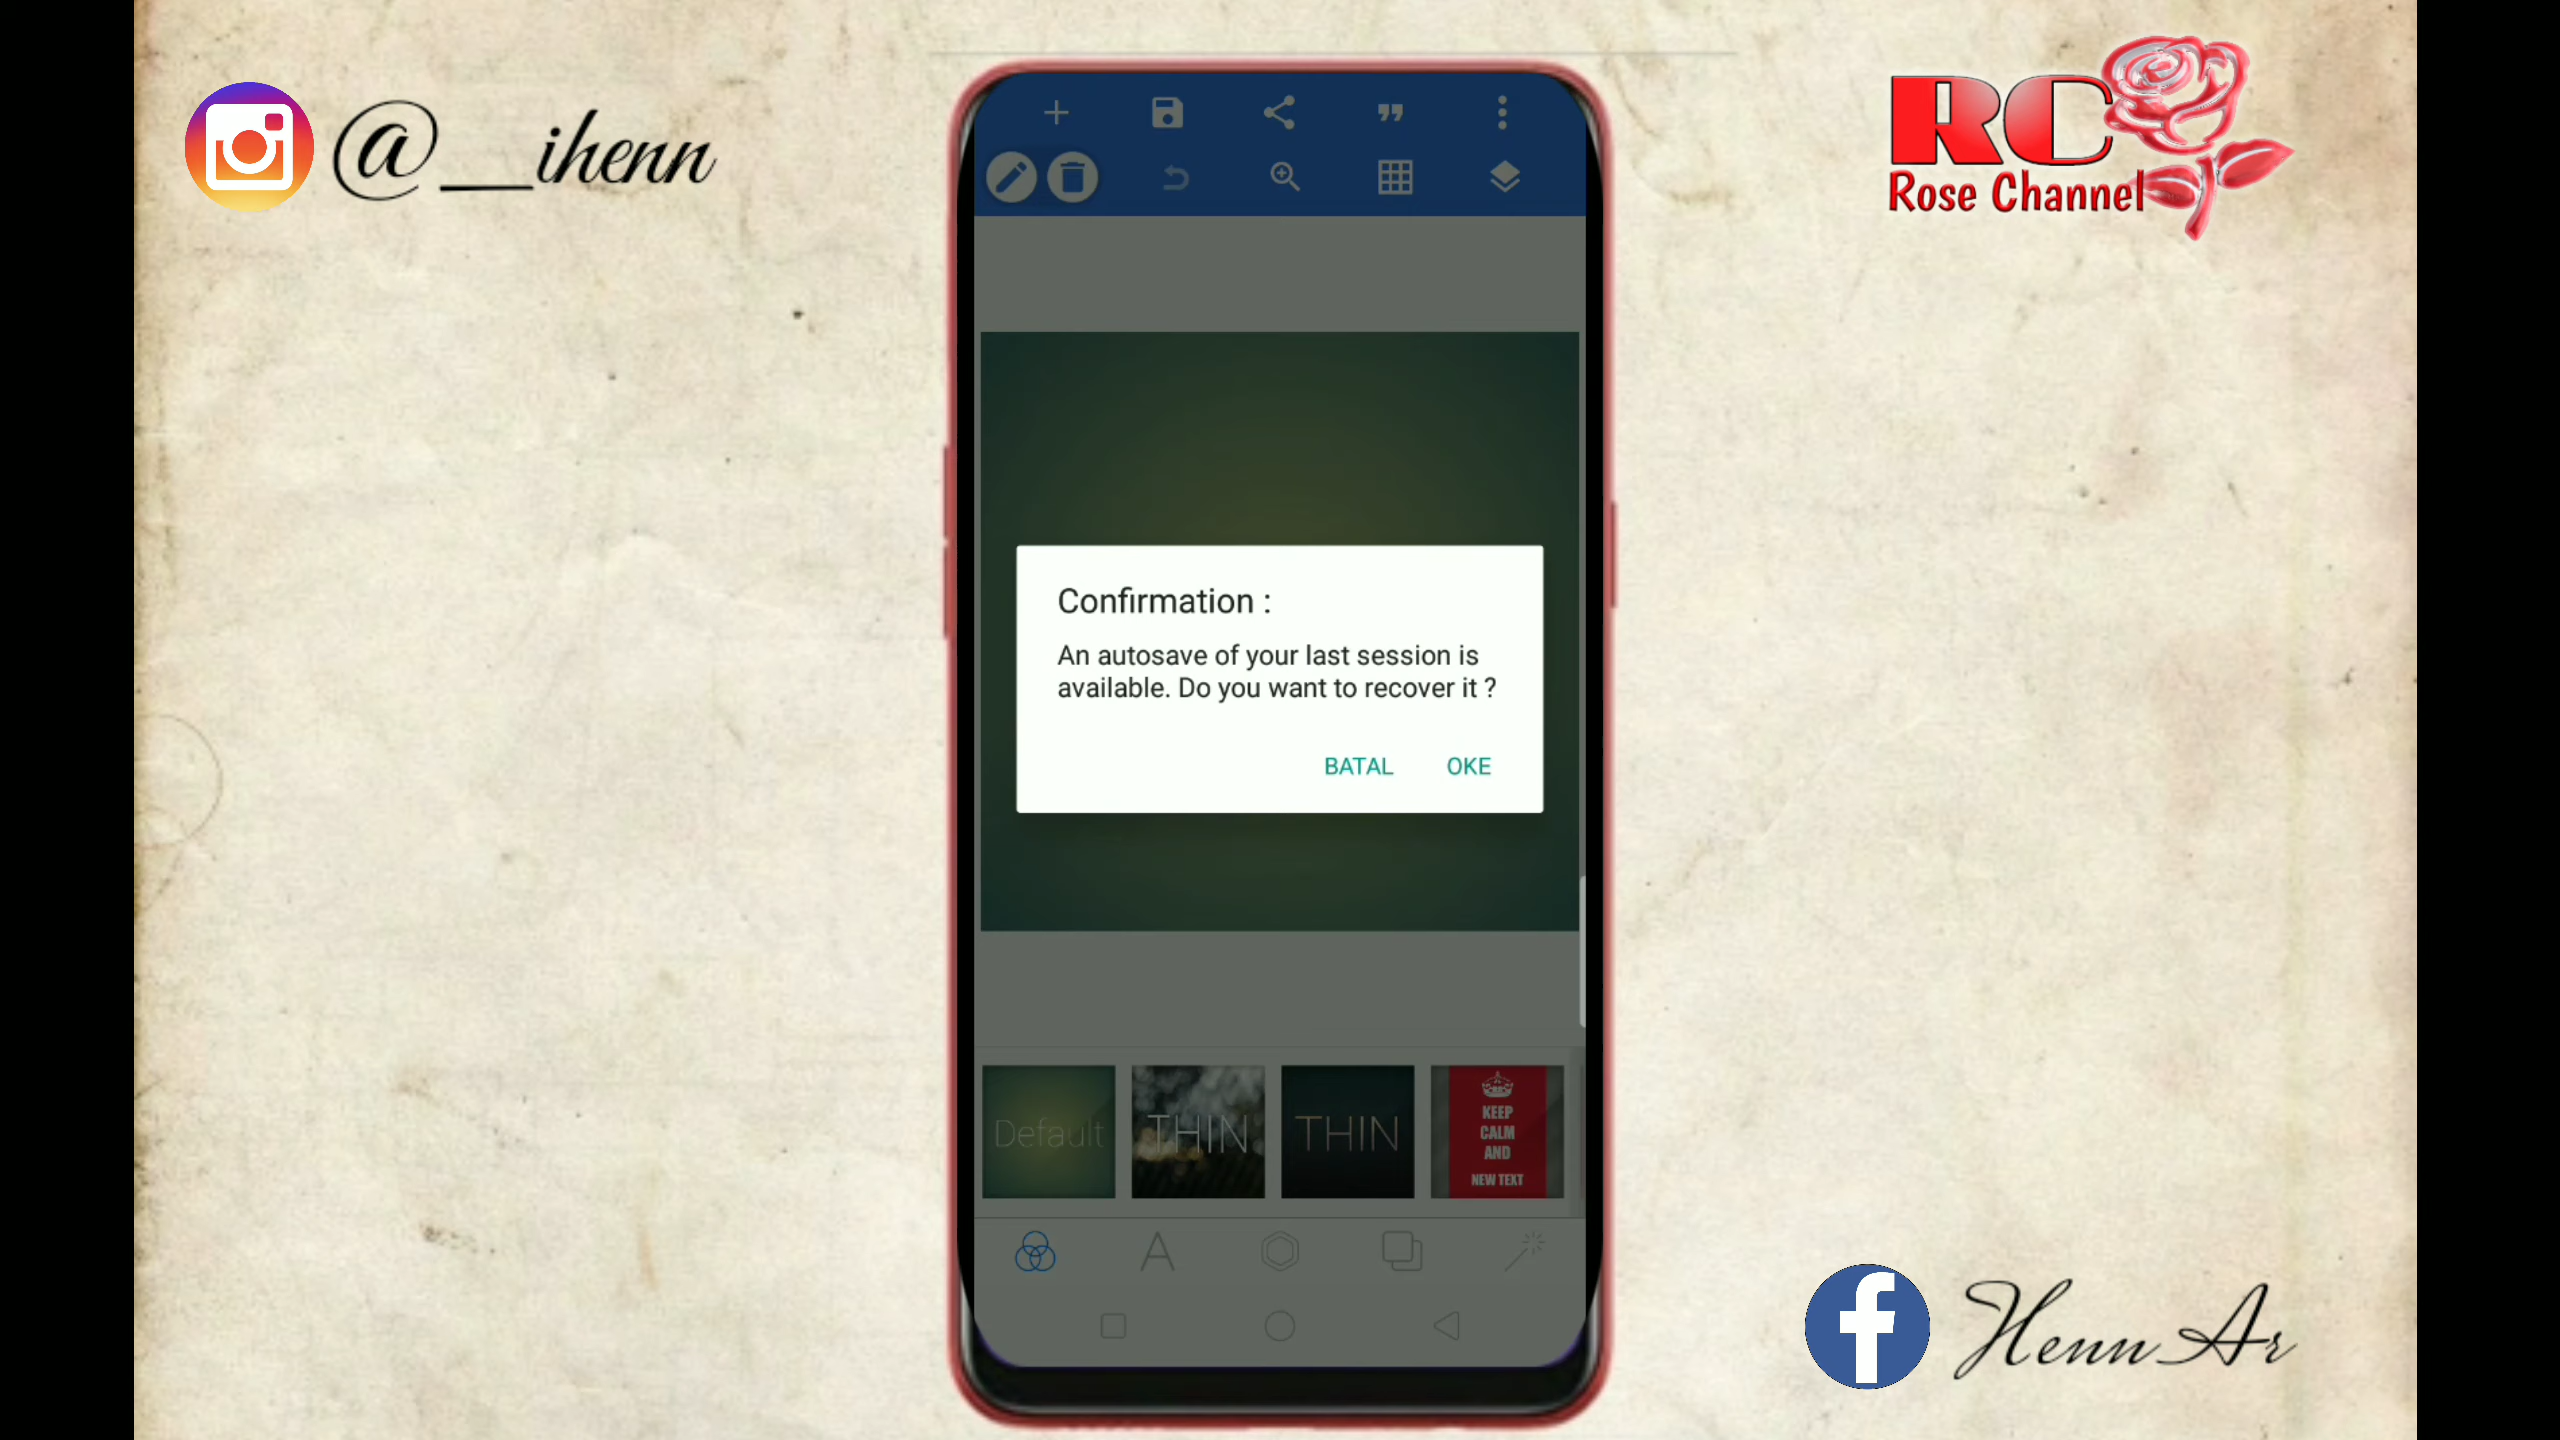 @__ihenn
RC
Rose Channel
Confirmation :
An autosave of your last session is
available. Do you want to recover it ?
BATAL OKE
Default
THIN
THIN
KEEP
CALM
AND
NEW TEXT
A
Henn Ar